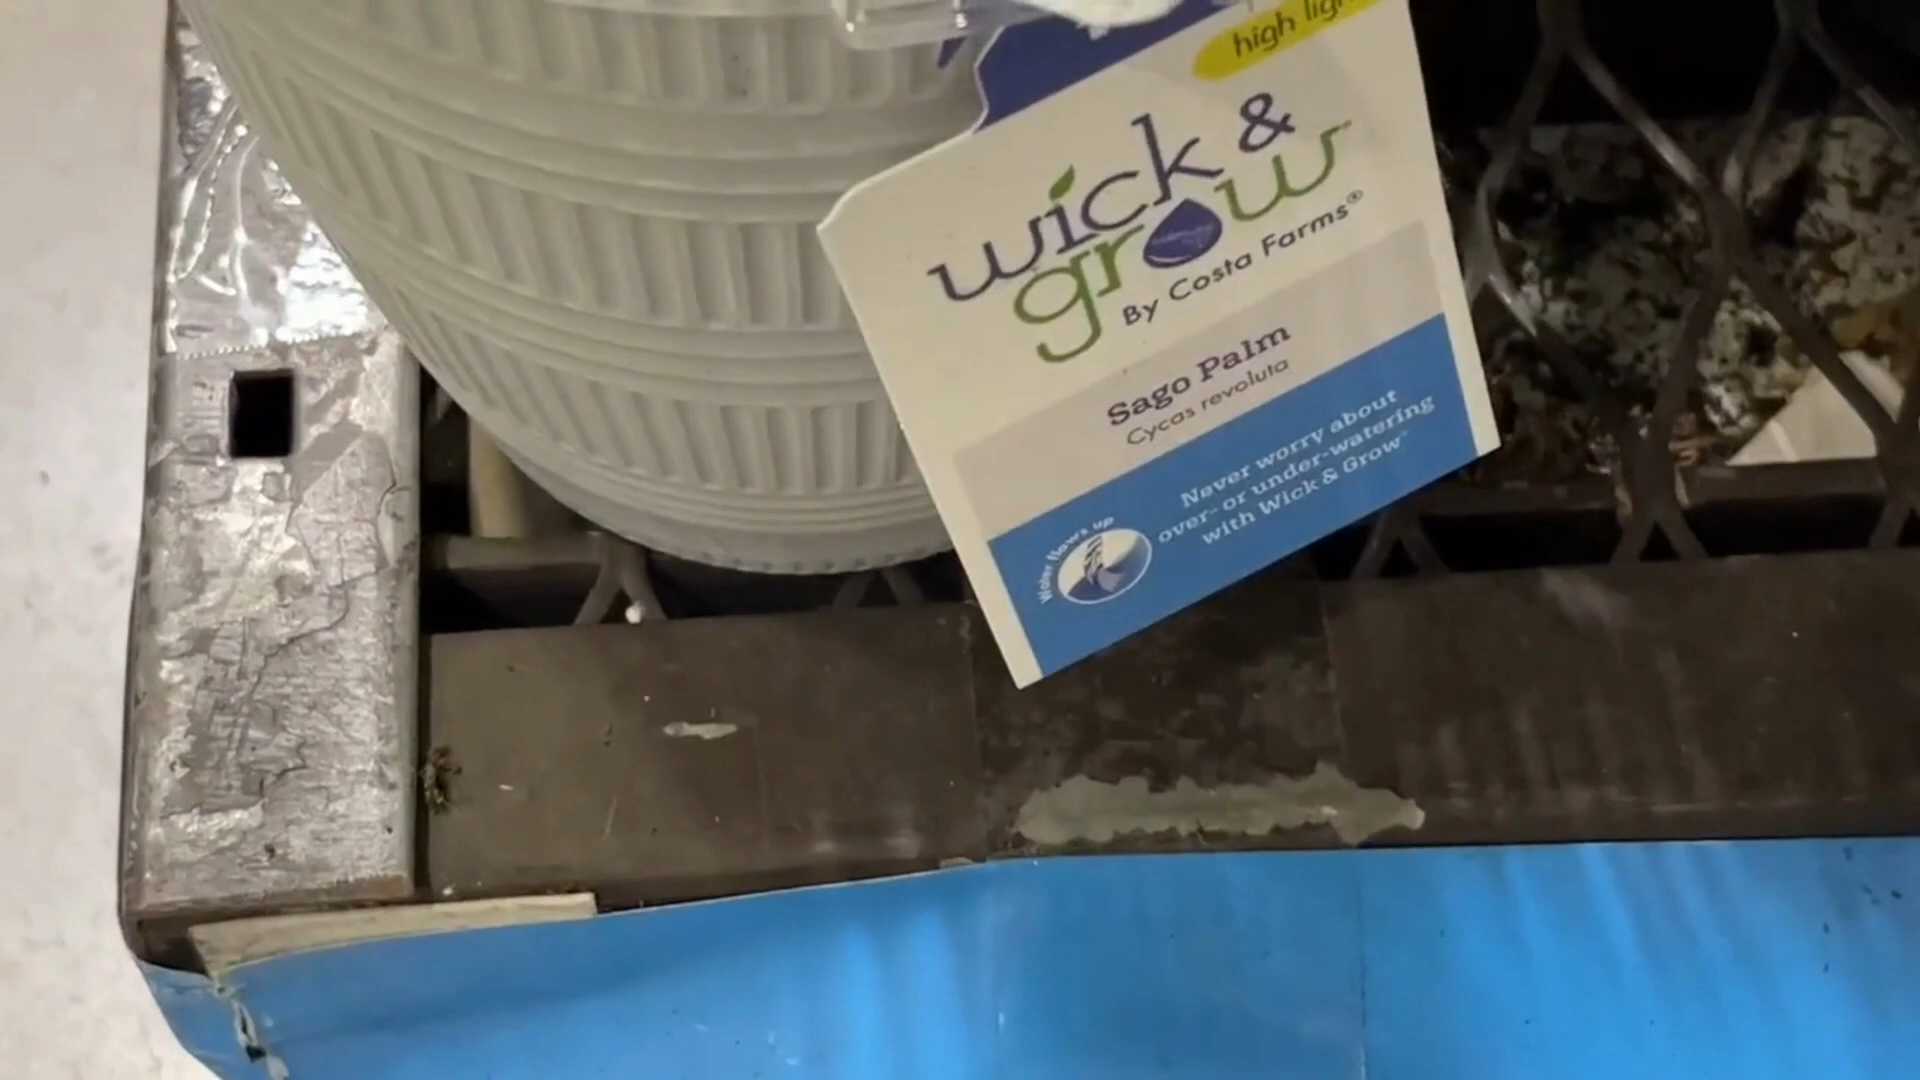 high ligh
wick &
grow
By Costa Farms®
Sago Palm
Cycas revoluta
Never worry about
over- or under-watering
with Wick & Grow
Water flows up